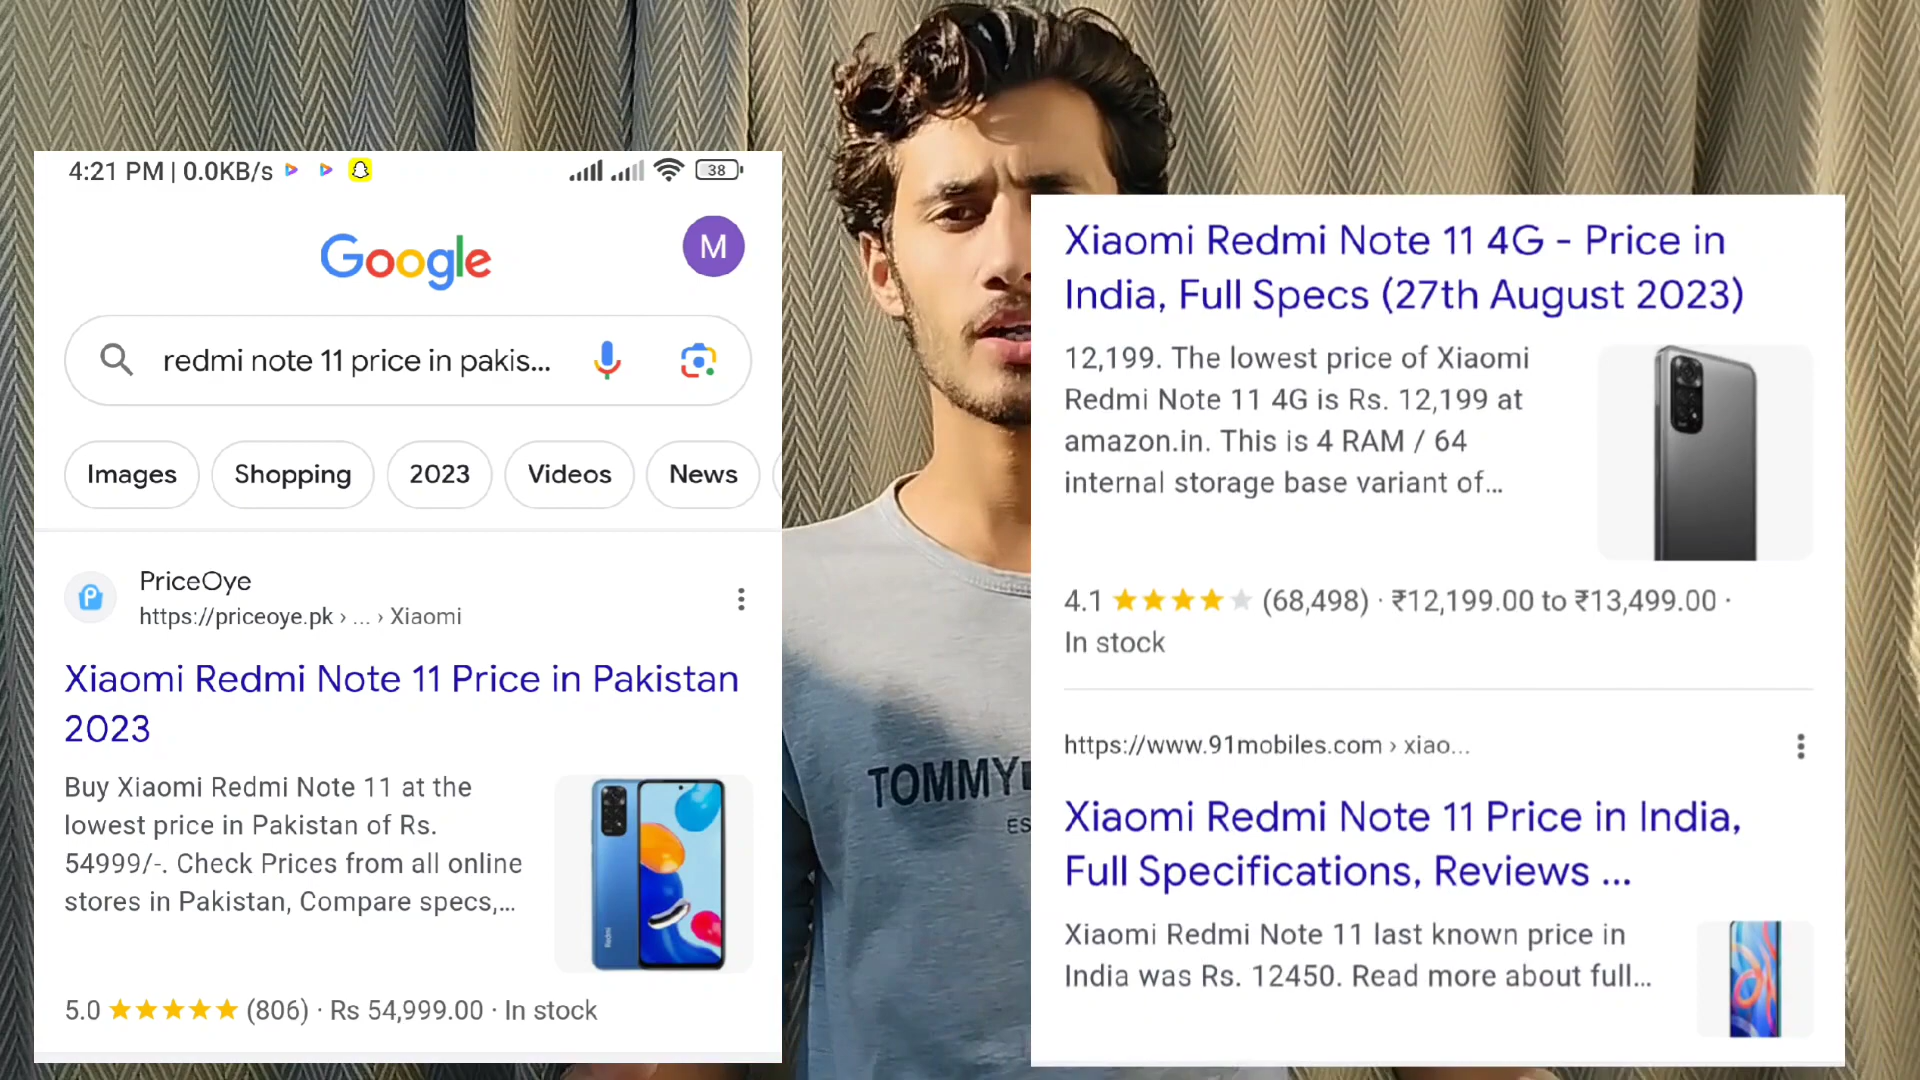 4:21 PM | 0.0KB/s
38
Google
M
redmi note 11 price in pakis...
Images
Shopping
2023
Videos
News
PriceOye
https://priceoye.pk › ... › Xiaomi
Xiaomi Redmi Note 11 Price in Pakistan
2023
Buy Xiaomi Redmi Note 11 at the
lowest price in Pakistan of Rs.
54999/-. Check Prices from all online
stores in Pakistan, Compare specs,...
Redmi
5.0 (806) · Rs 54,999.00 · In stock
TOMMY
ES
Xiaomi Redmi Note 11 4G - Price in
India, Full Specs (27th August 2023)
12,199. The lowest price of Xiaomi
Redmi Note 11 4G is Rs. 12,199 at
amazon.in. This is 4 RAM / 64
internal storage base variant of...
4.1 (68,498) · ₹12,199.00 to ₹13,499.00 ·
In stock
https://www.91mobiles.com › xiao...
Xiaomi Redmi Note 11 Price in India,
Full Specifications, Reviews ...
Xiaomi Redmi Note 11 last known price in
India was Rs. 12450. Read more about full...